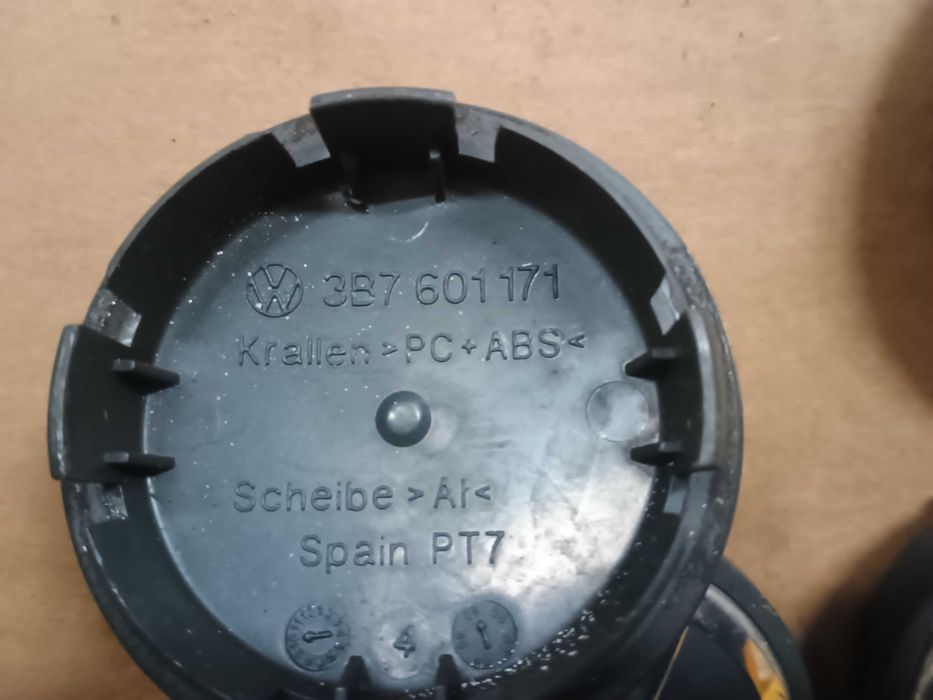 3B7 601 171
Krallen >PC+ABS<
Scheibe >Al<
Spain PT7
4